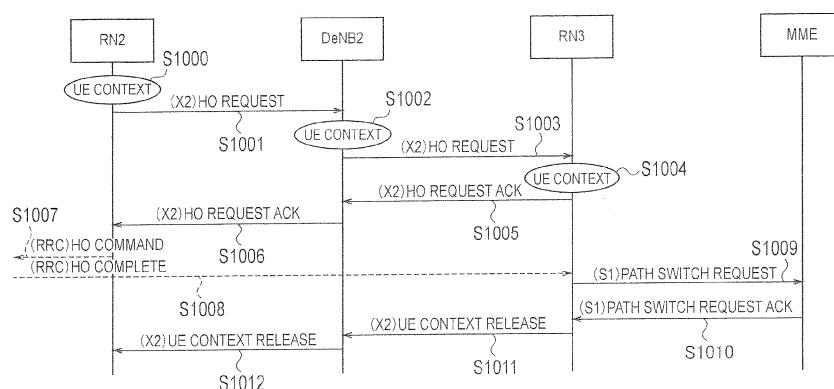 RN2
DeNB2
RN3
MME
S1000
UE CONTEXT
(X2)HO REQUEST
S1001
S1002
UE CONTEXT
S1003
(X2)HO REQUEST
UE CONTEXT
S1004
(X2)HO REQUEST ACK
S1005
(X2)HO REQUEST ACK
S1006
S1007
(RRC)HO COMMAND
(RRC)HO COMPLETE
S1008
S1009
(S1)PATH SWITCH REQUEST
(S1)PATH SWITCH REQUEST ACK
S1010
(X2)UE CONTEXT RELEASE
S1011
(X2)UE CONTEXT RELEASE
S1012